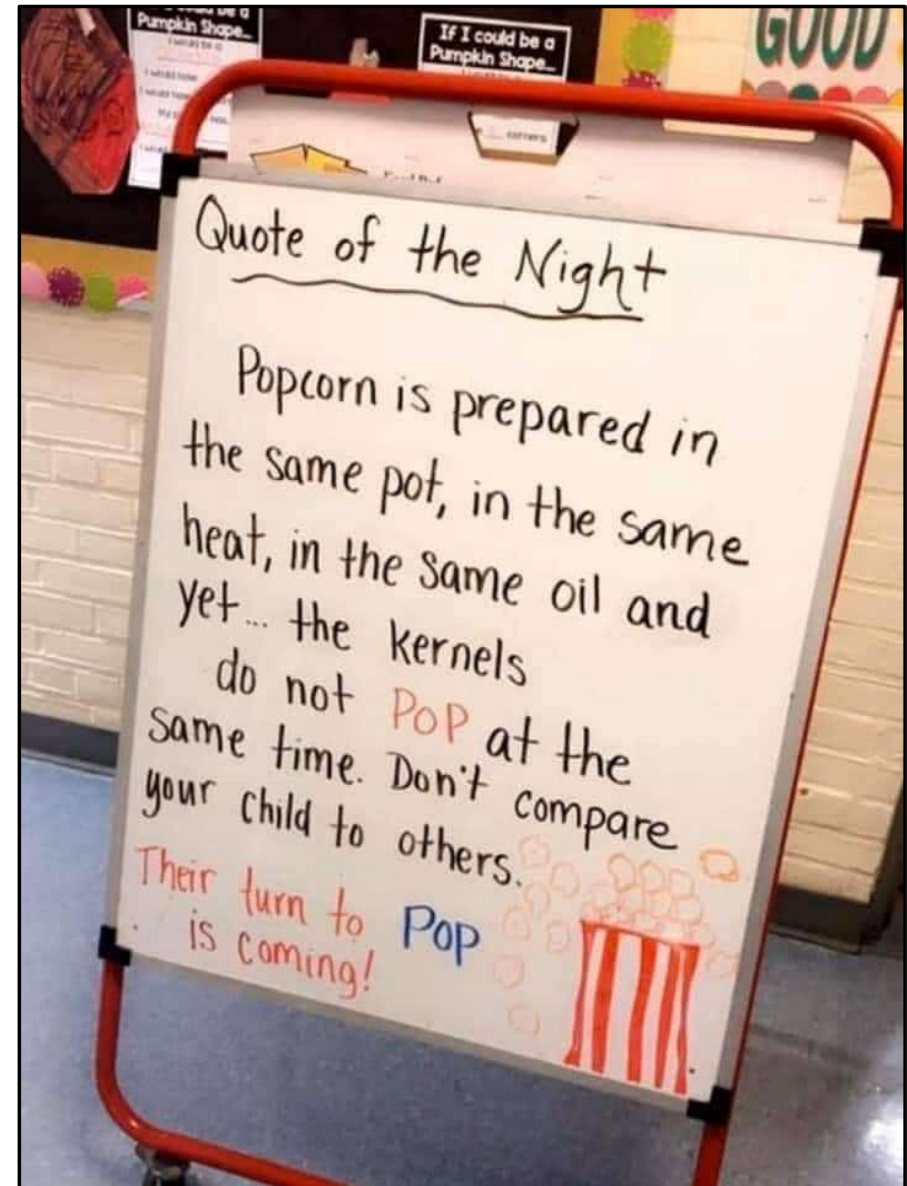 Pumpkin Shape...
If I could be a
Pumpkin Shape...
GOOD
corners
Quote of the Night
Popcorn is prepared in
the same pot, in the same
heat, in the same oil and
yet... the kernels
do not POP at the
same time. Don't compare
your child to others.
Their turn to Pop
is coming!